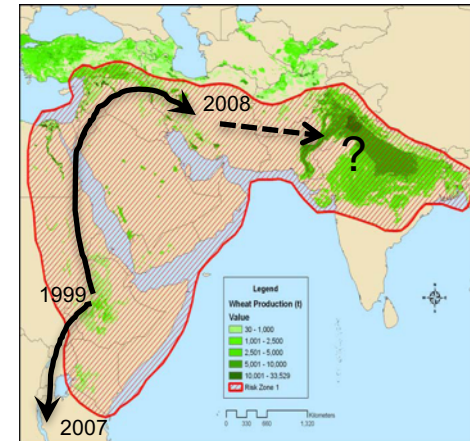 2008
?
1999
2007
Legend
Wheat Production (t)
Value
30 - 1,000
1,001 - 2,500
2,501 - 5,000
5,001 - 10,000
10,001 - 33,529
Risk Zone 1
Kilometers
0 330 660 1,320